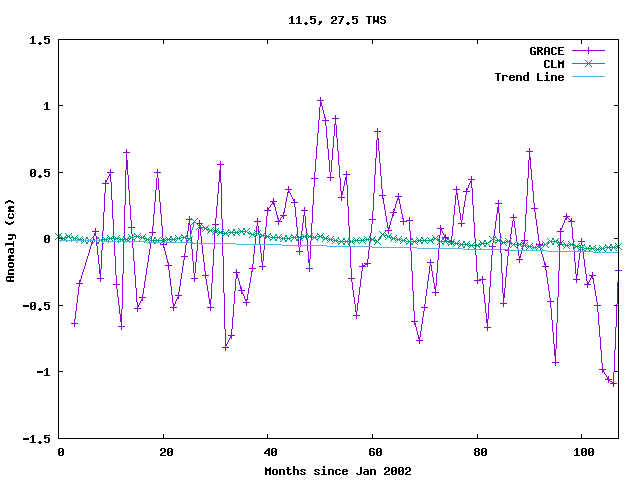 11.5, 27.5 TWS
1.5
GRACE
CLM
Trend Line
1
0.5
0
-0.5
-1
-1.5
Anomaly (cm)
0 20 40 60 80 100
Months since Jan 2002